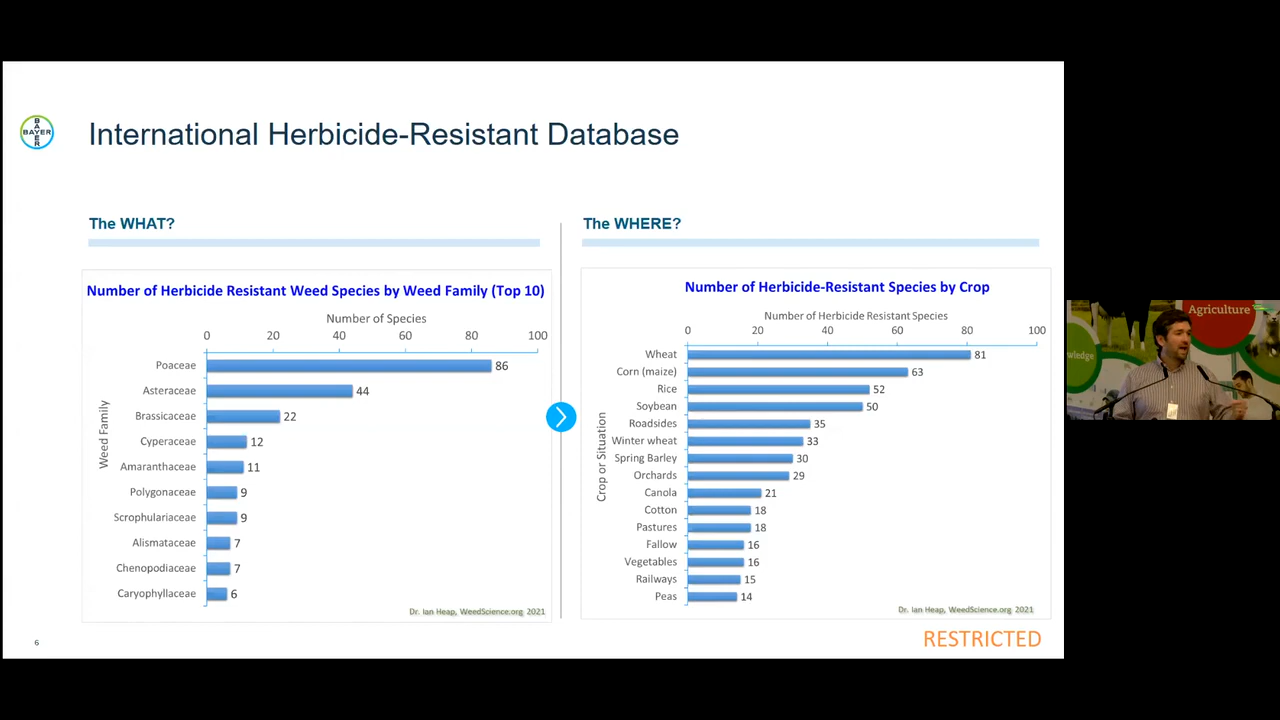 BAYER
BAYER
International Herbicide-Resistant Database
The WHAT?
Number of Herbicide Resistant Weed Species by Weed Family (Top 10)
Number of Species
0 20 40 60 80 100
Weed Family
Poaceae 86
Asteraceae 44
Brassicaceae 22
Cyperaceae 12
Amaranthaceae 11
Polygonaceae 9
Scrophulariaceae 9
Alismataceae 7
Chenopodiaceae 7
Caryophyllaceae 6
Dr. Ian Heap, WeedScience.org 2021
The WHERE?
Number of Herbicide-Resistant Species by Crop
Number of Herbicide Resistant Species
0 20 40 60 80 100
Crop or Situation
Wheat 81
Corn (maize) 63
Rice 52
Soybean 50
Roadsides 35
Winter wheat 33
Spring Barley 30
Orchards 29
Canola 21
Cotton 18
Pastures 18
Fallow 16
Vegetables 16
Railways 15
Peas 14
Dr. Ian Heap, WeedScience.org 2021
6
RESTRICTED
Agriculture
wledge